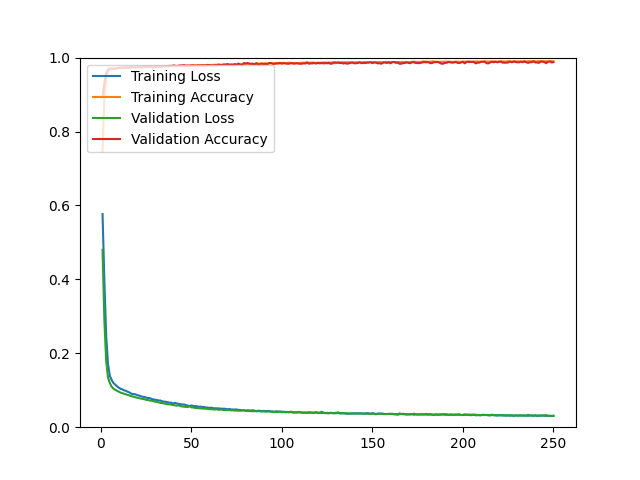 1.0
Training Loss
Training Accuracy
Validation Loss
Validation Accuracy
0.8
0.6
0.4
0.2
0.0
0 50 100 150 200 250